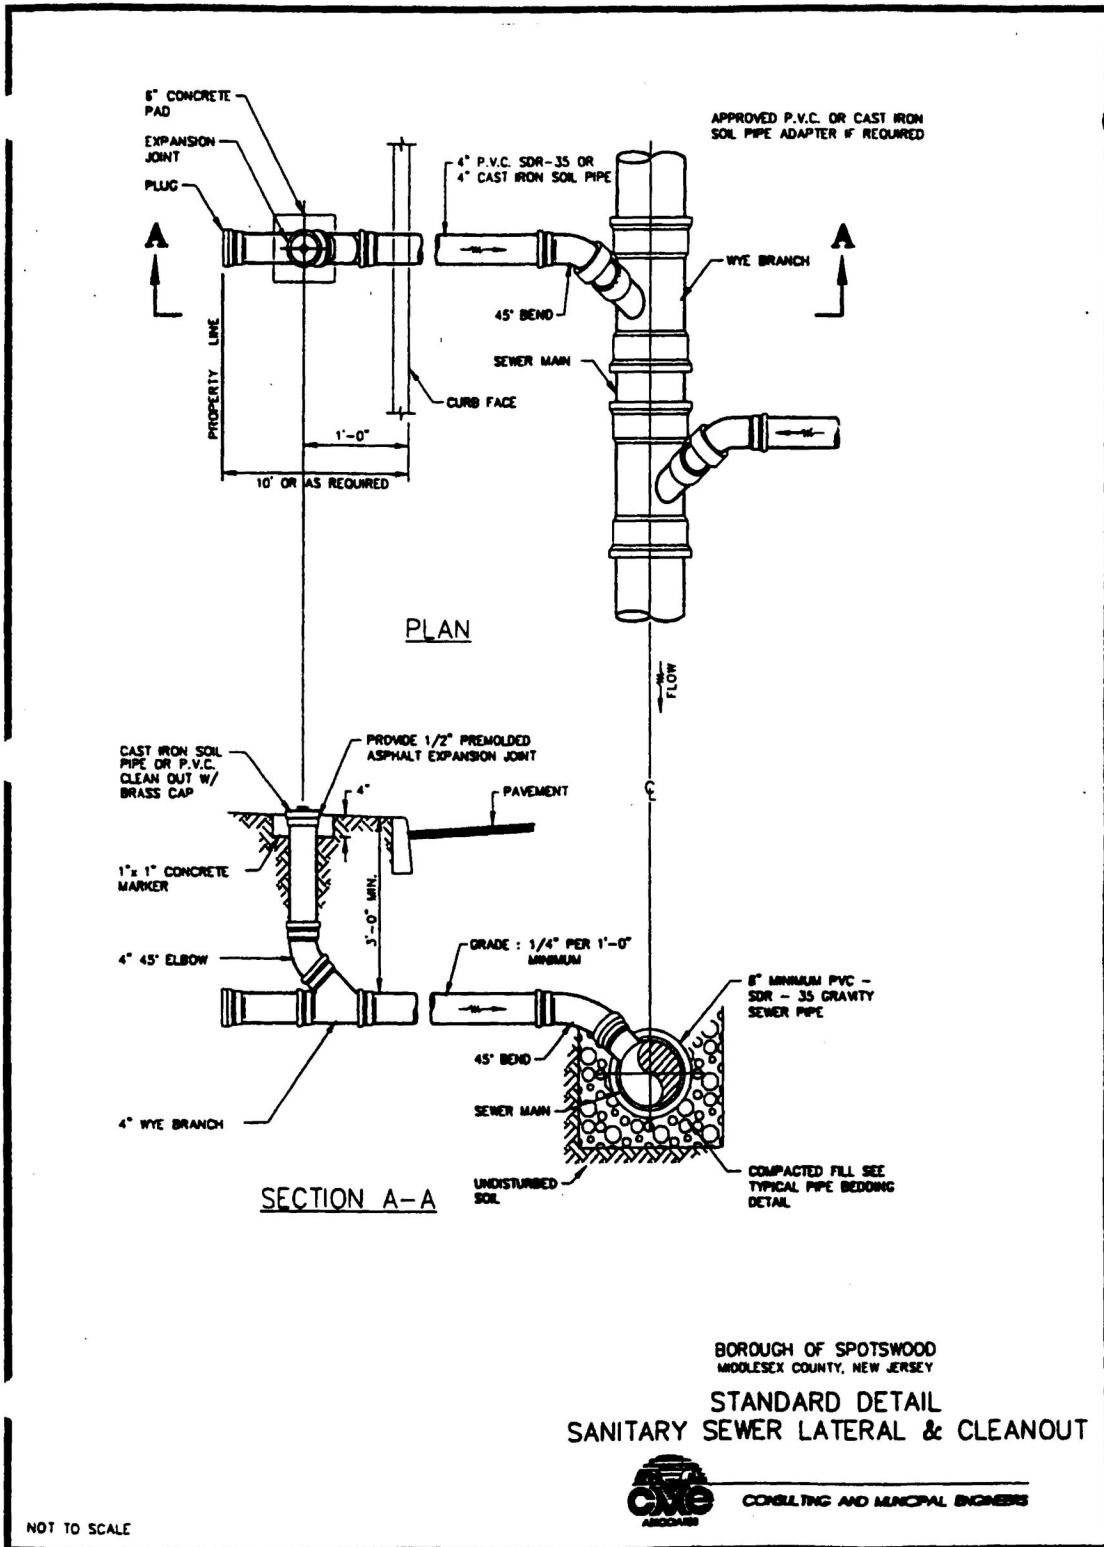 6" CONCRETE
PAD
EXPANSION
JOINT
PLUG
A
4" P.V.C. SDR-35 OR
4" CAST IRON SOIL PIPE
APPROVED P.V.C. OR CAST IRON
SOIL PIPE ADAPTER IF REQUIRED
A
WYE BRANCH
45° BEND
SEWER MAIN
PROPERTY LINE
CURB FACE
1'-0"
10' OR AS REQUIRED
PLAN
FLOW
CAST IRON SOIL
PIPE OR P.V.C.
CLEAN OUT W/
BRASS CAP
PROVIDE 1/2" PREMOLDED
ASPHALT EXPANSION JOINT
4"
PAVEMENT
℄
1"x 1" CONCRETE
MARKER
3'-0" MIN.
4" 45° ELBOW
GRADE : 1/4" PER 1'-0"
MINIMUM
8" MINIMUM PVC -
SDR - 35 GRAVITY
SEWER PIPE
45° BEND
SEWER MAIN
4" WYE BRANCH
UNDISTURBED
SOIL
COMPACTED FILL SEE
TYPICAL PIPE BEDDING
DETAIL
SECTION A-A
BOROUGH OF SPOTSWOOD
MIDDLESEX COUNTY, NEW JERSEY
STANDARD DETAIL
SANITARY SEWER LATERAL & CLEANOUT
CME
ASSOCIATES
CONSULTING AND MUNICIPAL ENGINEERS
NOT TO SCALE